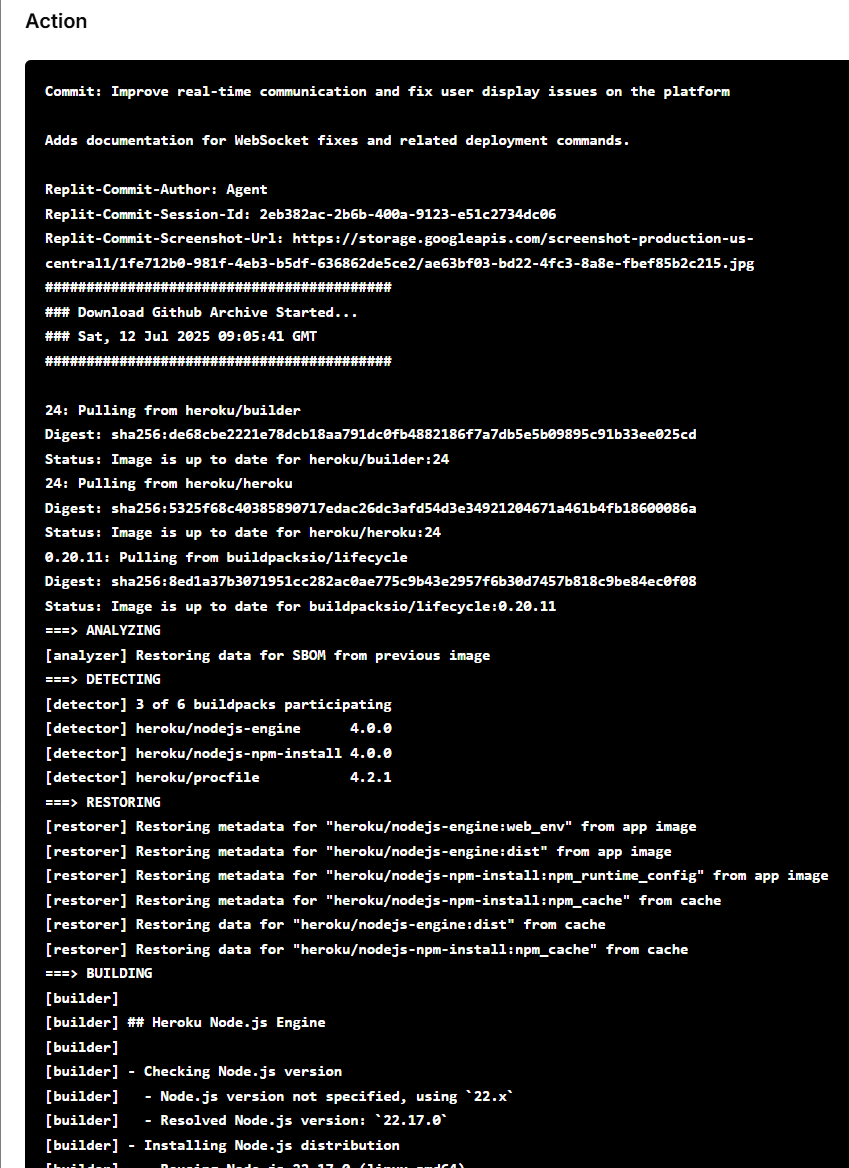 Action
Commit: Improve real-time communication and fix user display issues on the platform
Adds documentation for WebSocket fixes and related deployment commands.
Replit-Commit-Author: Agent
Replit-Commit-Session-Id: 2eb382ac-2b6b-400a-9123-e51c2734dc06
Replit-Commit-Screenshot-Url: https://storage.googleapis.com/screenshot-production-us-
central1/1fe712b0-981f-4eb3-b5df-636862de5ce2/ae63bf03-bd22-4fc3-8a8e-fbef85b2c215.jpg
##########################################
### Download Github Archive Started...
### Sat, 12 Jul 2025 09:05:41 GMT
##########################################
24: Pulling from heroku/builder
Digest: sha256:de68cbe2221e78dcb18aa791dc0fb4882186f7a7db5e5b09895c91b33ee025cd
Status: Image is up to date for heroku/builder:24
24: Pulling from heroku/heroku
Digest: sha256:5325f68c40385890717edac26dc3afd54d3e34921204671a461b4fb18600086a
Status: Image is up to date for heroku/heroku:24
0.20.11: Pulling from buildpacksio/lifecycle
Digest: sha256:8ed1a37b3071951cc282ac0ae775c9b43e2957f6b30d7457b818c9be84ec0f08
Status: Image is up to date for buildpacksio/lifecycle:0.20.11
===> ANALYZING
[analyzer] Restoring data for SBOM from previous image
===> DETECTING
[detector] 3 of 6 buildpacks participating
[detector] heroku/nodejs-engine      4.0.0
[detector] heroku/nodejs-npm-install 4.0.0
[detector] heroku/procfile           4.2.1
===> RESTORING
[restorer] Restoring metadata for "heroku/nodejs-engine:web_env" from app image
[restorer] Restoring metadata for "heroku/nodejs-engine:dist" from app image
[restorer] Restoring metadata for "heroku/nodejs-npm-install:npm_runtime_config" from app image
[restorer] Restoring metadata for "heroku/nodejs-npm-install:npm_cache" from cache
[restorer] Restoring data for "heroku/nodejs-engine:dist" from cache
[restorer] Restoring data for "heroku/nodejs-npm-install:npm_cache" from cache
===> BUILDING
[builder]
[builder] ## Heroku Node.js Engine
[builder]
[builder] - Checking Node.js version
[builder]   - Node.js version not specified, using `22.x`
[builder]   - Resolved Node.js version: `22.17.0`
[builder] - Installing Node.js distribution
[builder]   - Reusing Node.js 22.17.0 (linux-amd64)